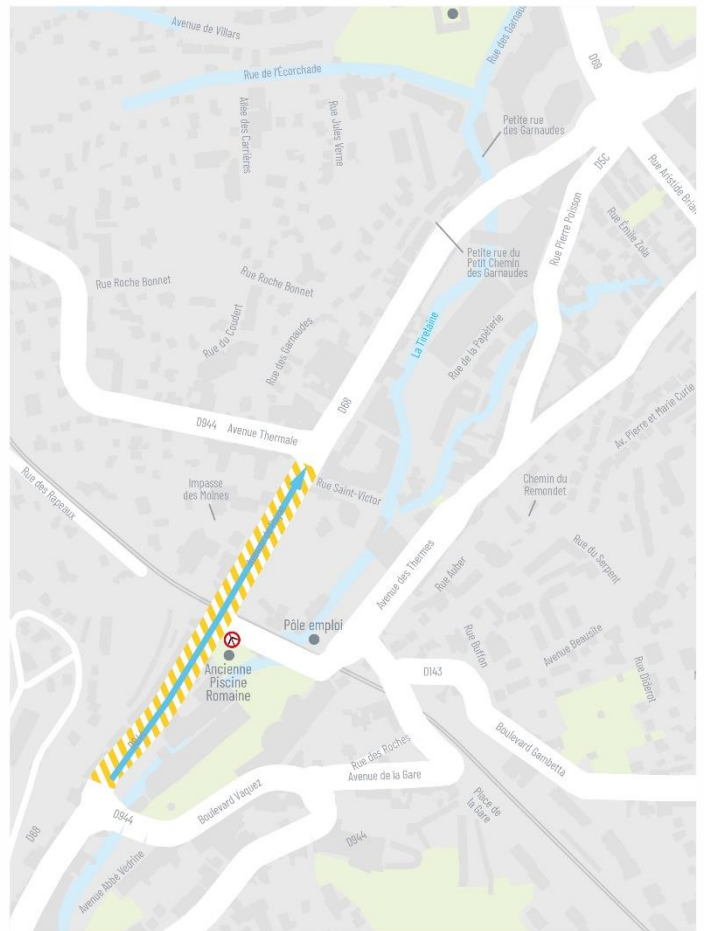 Avenue de Villars
Rue des Garnaudes
D69
Rue de l'Écorchade
Allée des Carrières
Rue Jules Verne
Petite rue
des Garnaudes
D5C
Rue Aristide Brian
Rue Pierre Poisson
Rue Émile Zola
Petite rue du
Petit Chemin
des Garnaudes
Rue Roche Bonnet
Rue Roche Bonnet
Rue du Coudert
Rue des Garnaudes
La Tiretaine
Rue de la Papèterie
D68
D944 Avenue Thermale
Av. Pierre et Marie Curie
Rue des Rapeaux
Impasse
des Moines
Rue Saint-Victor
Chemin du
Remondet
Avenue des Thermes
Rue Auber
Rue du Serpent
Pôle emploi
Ancienne
Piscine
Romaine
Rue Buffon
Avenue Beausite
Rue Diderot
D143
Boulevard Gambetta
Rue des Roches
Avenue de la Gare
Place de
la Gare
Boulevard Vaquez
D944
D944
D68
Avenue Abbé Védrine